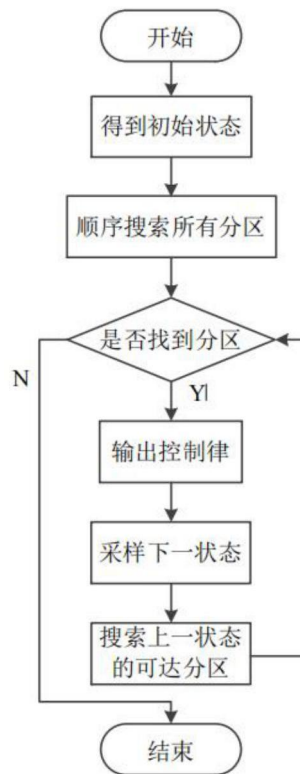 开始
得到初始状态
顺序搜索所有分区
是否找到分区
N
Y
输出控制律
采样下一状态
搜索上一状态
的可达分区
结束